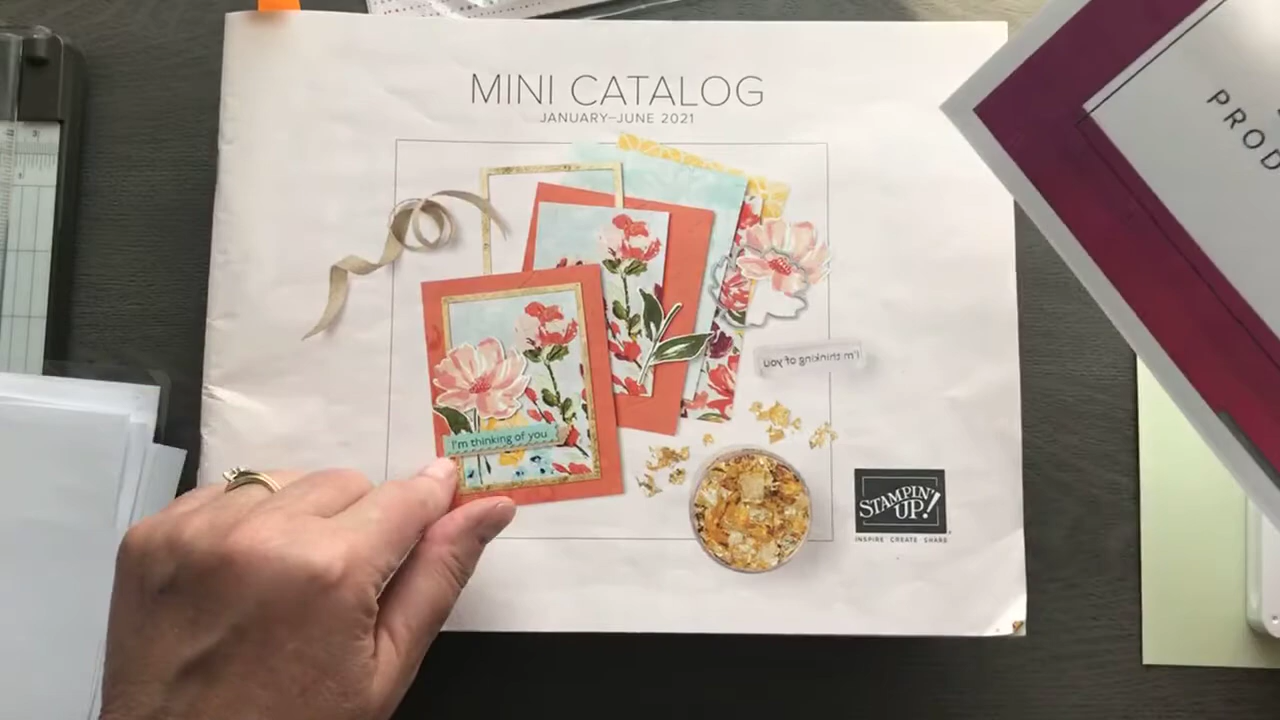 MINI CATALOG
JANUARY–JUNE 2021
I'm thinking of you
I'm thinking of you
STAMPIN' UP!
INSPIRE · CREATE · SHARE
PROD